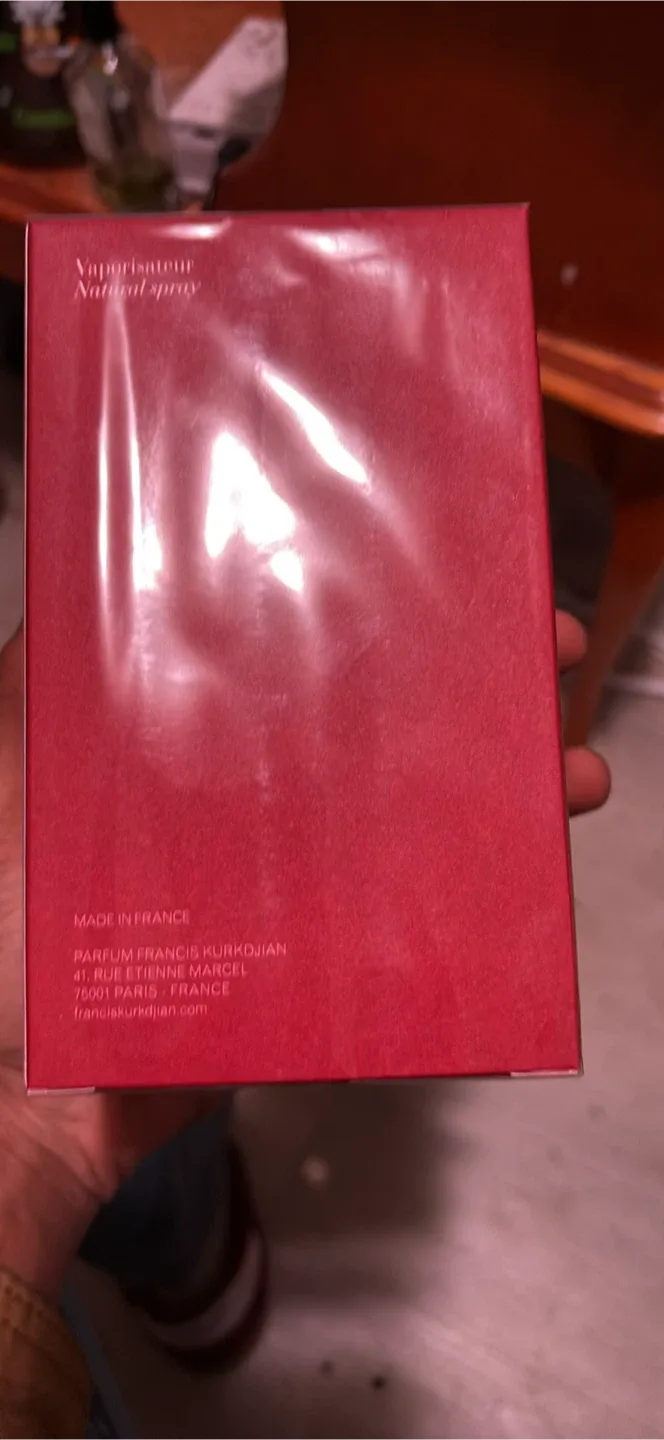 Vaporisateur
Natural spray
MADE IN FRANCE
PARFUM FRANCIS KURKDJIAN
41, RUE ETIENNE MARCEL
75001 PARIS - FRANCE
franciskurkdjian.com